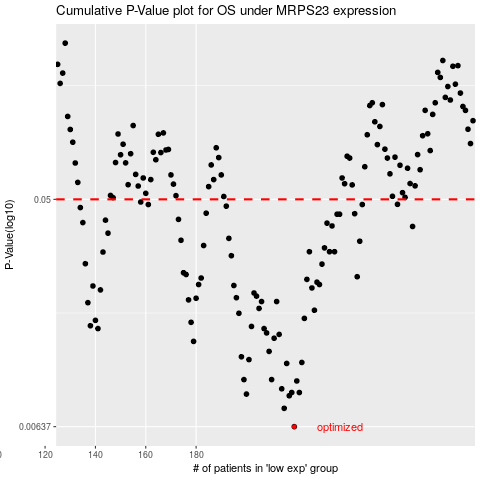 Cumulative P-Value plot for OS under MRPS23 expression
P-Value(log10)
0.05
0.00637
optimized
0 120 140 160 180
# of patients in 'low exp' group